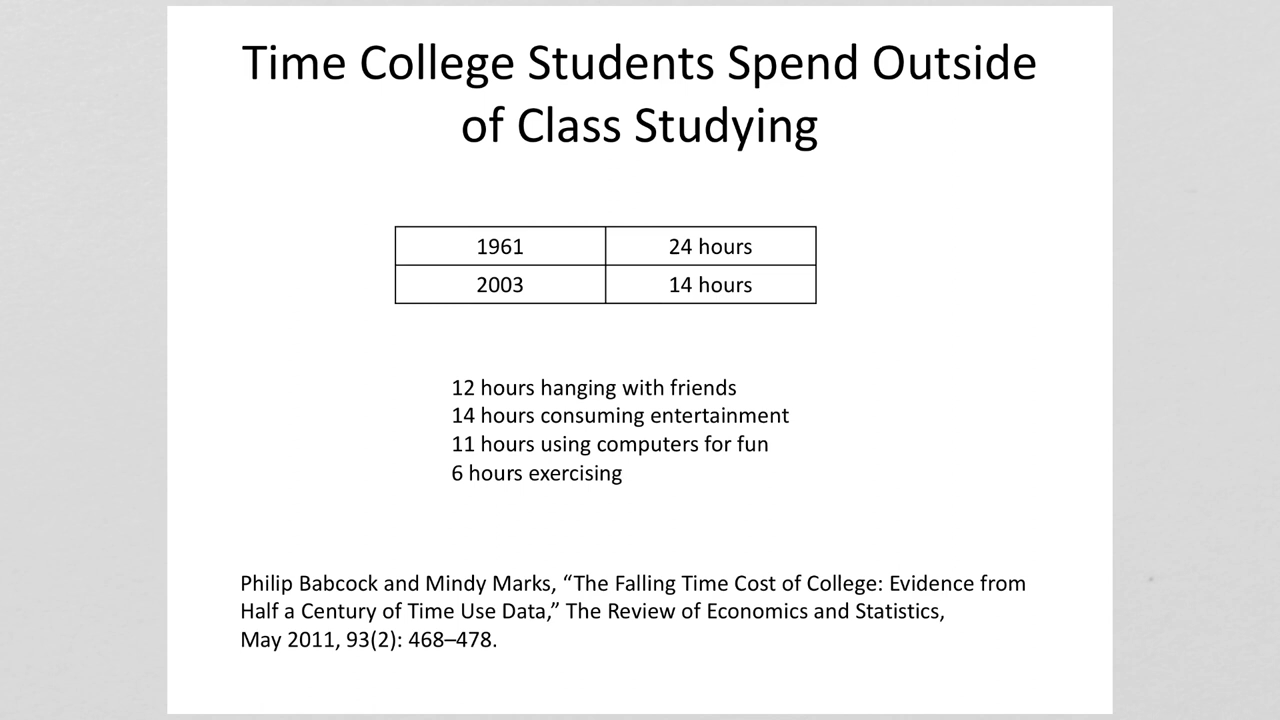 Time College Students Spend Outside
of Class Studying
1961 24 hours
2003 14 hours
12 hours hanging with friends
14 hours consuming entertainment
11 hours using computers for fun
6 hours exercising
Philip Babcock and Mindy Marks, “The Falling Time Cost of College: Evidence from
Half a Century of Time Use Data,” The Review of Economics and Statistics,
May 2011, 93(2): 468–478.